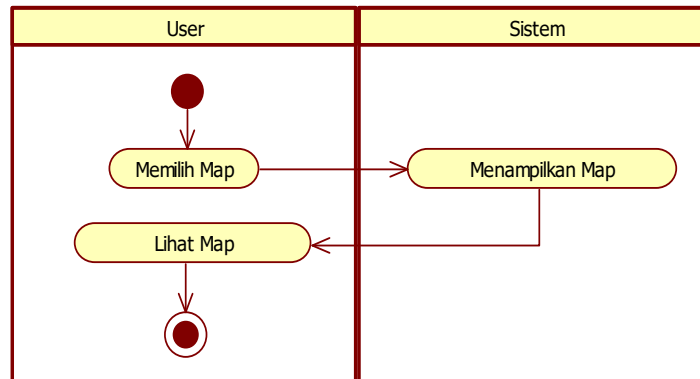 User
Sistem
Memilih Map
Menampilkan Map
Lihat Map